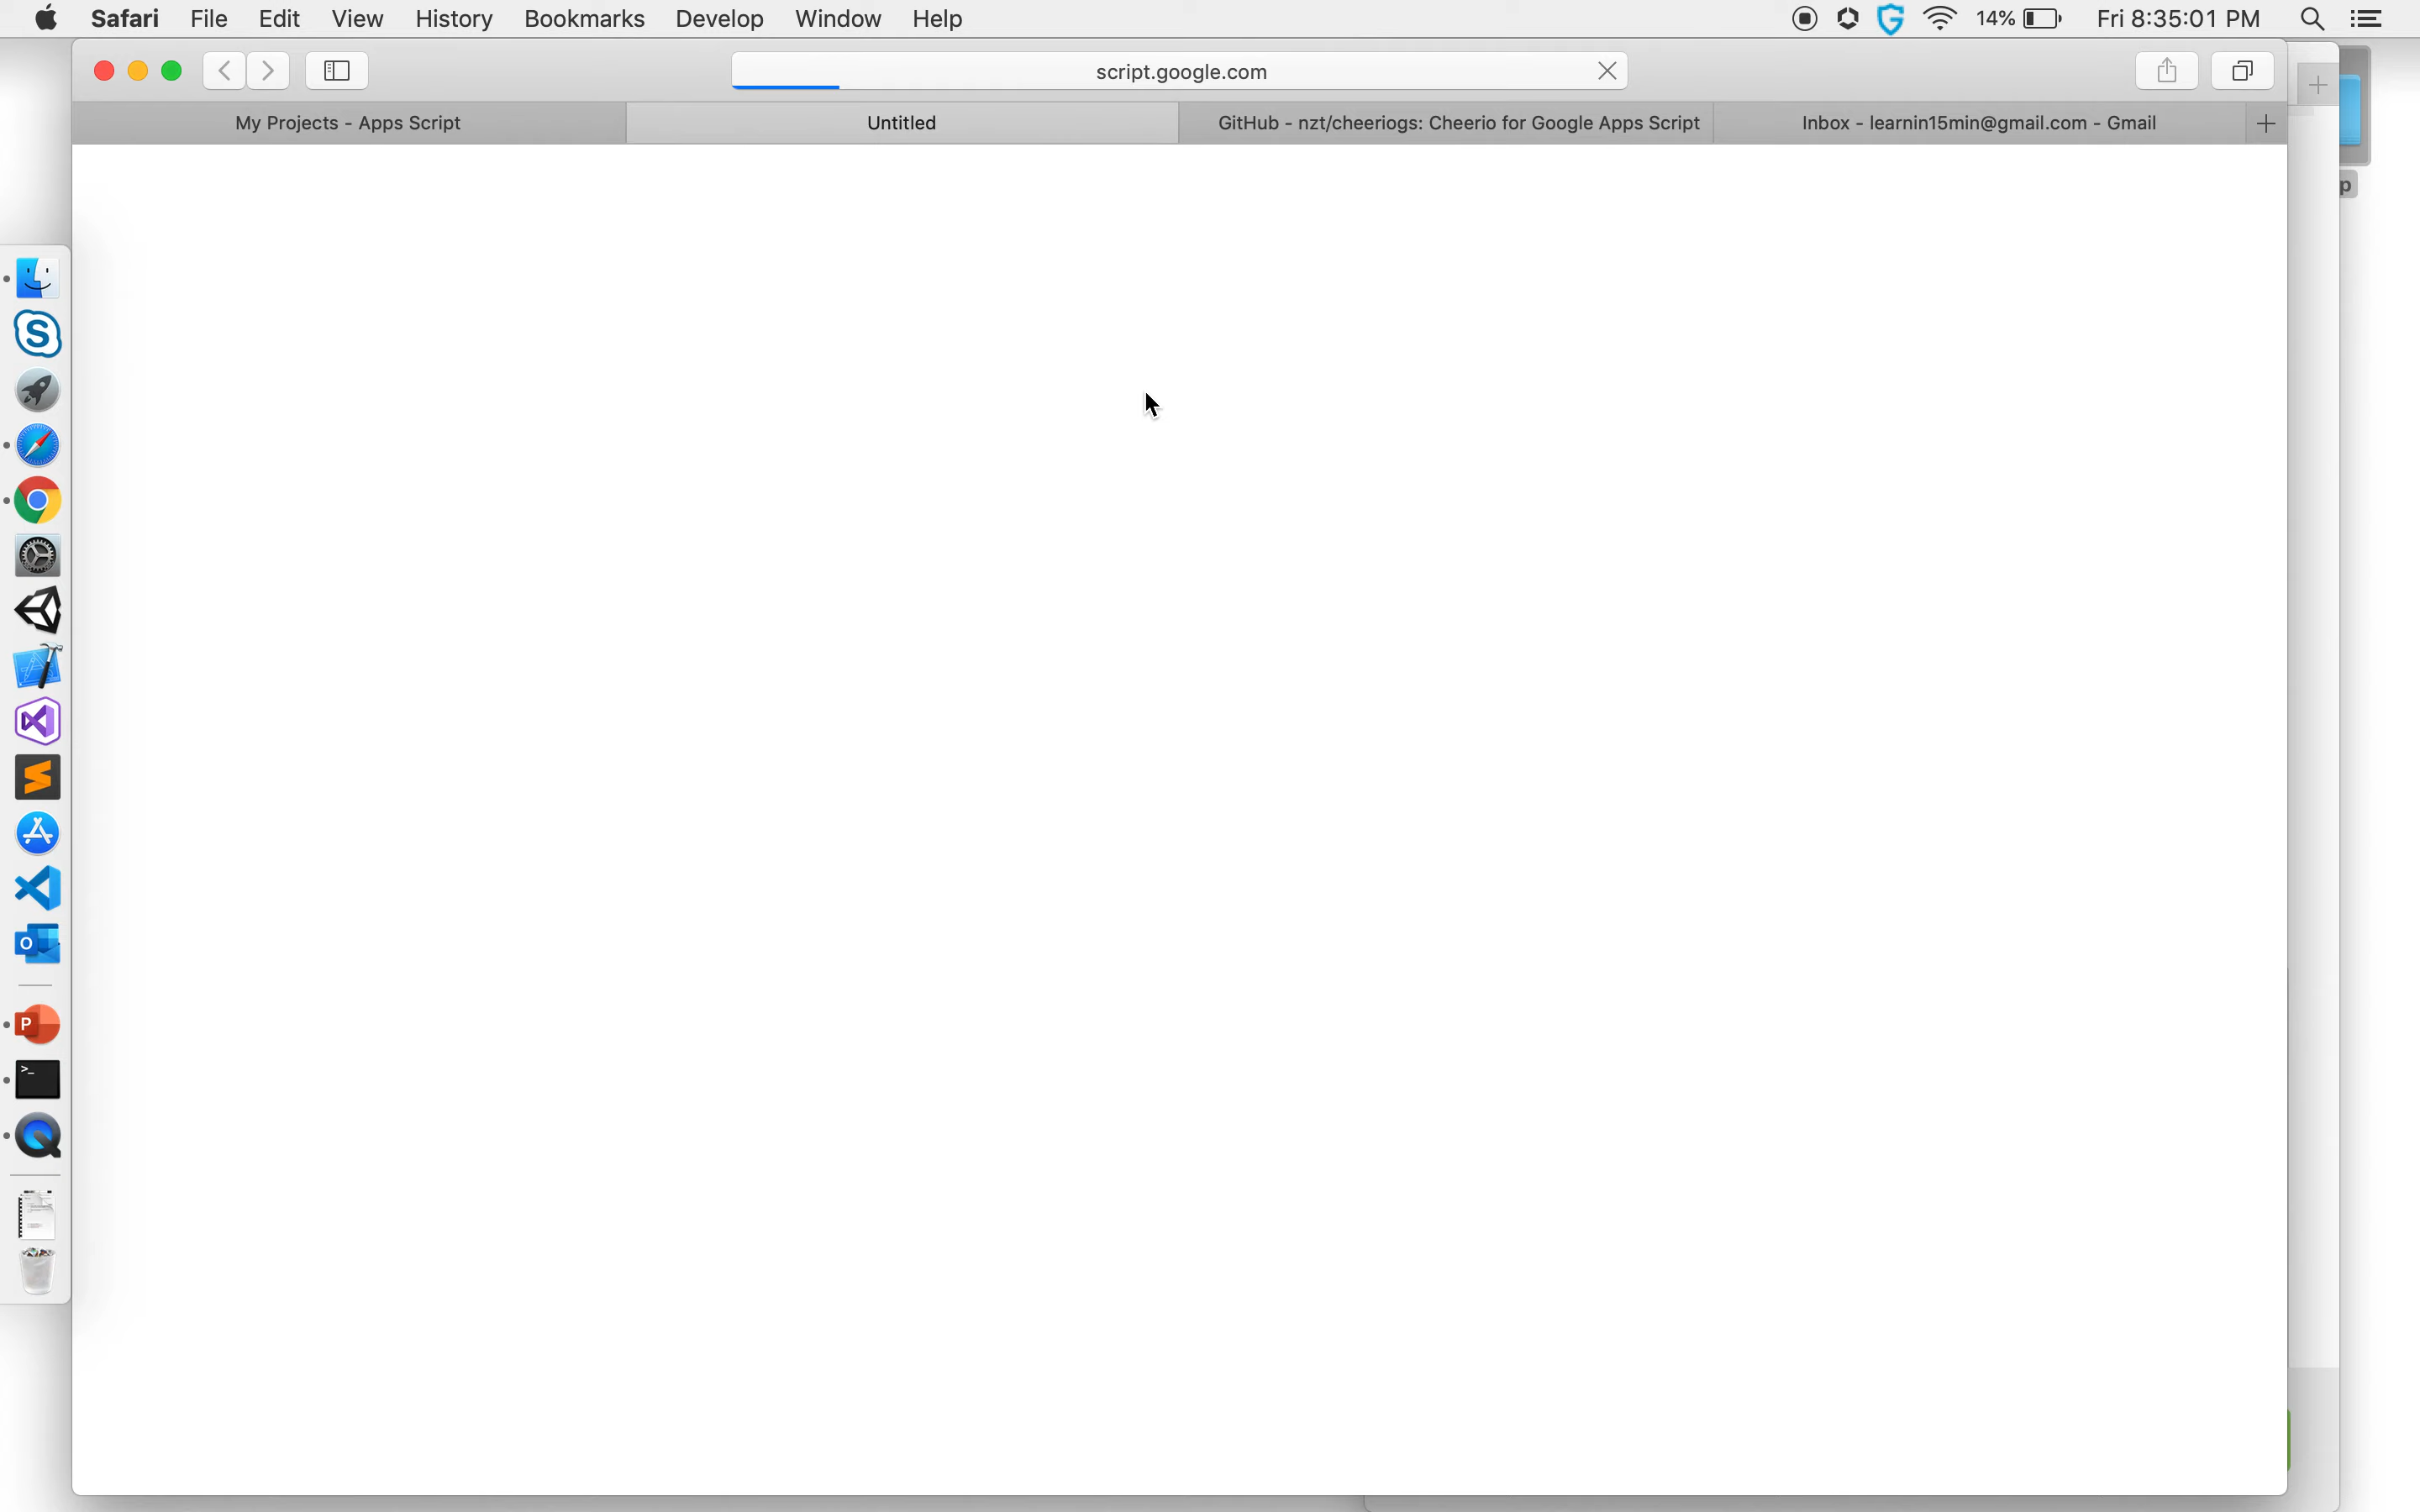 Safari File Edit View History Bookmarks Develop Window Help 14% Fri 8:35:01 PM
script.google.com
My Projects - Apps Script Untitled GitHub - nzt/cheeriogs: Cheerio for Google Apps Script Inbox - learnin15min@gmail.com - Gmail
p